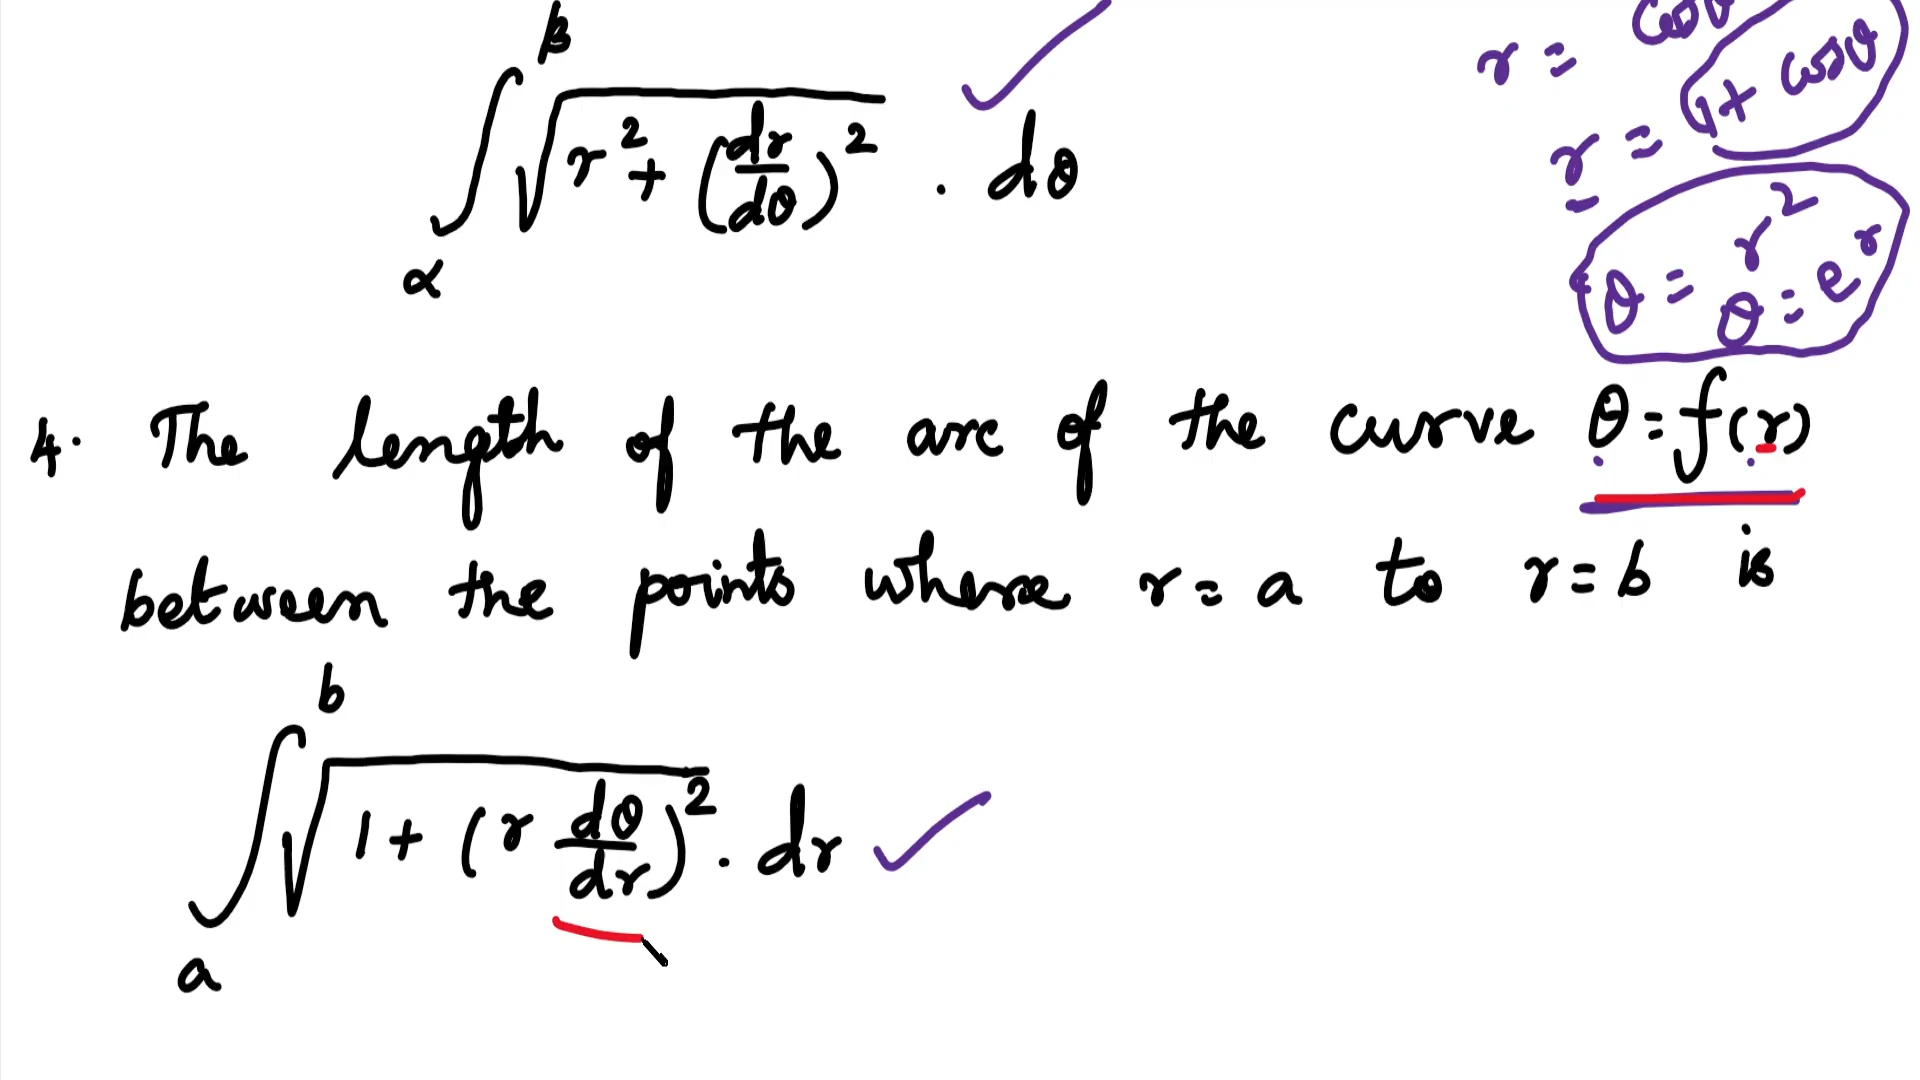 ∫_α^β √(r² + (dr/dθ)²) . dθ
r = cosθ
r = 1 + cosθ
θ = r²
θ = e^r
4. The length of the arc of the curve θ = f(r)
between the points where r = a to r = b is
∫_a^b √(1 + (r dθ/dr)²) . dr